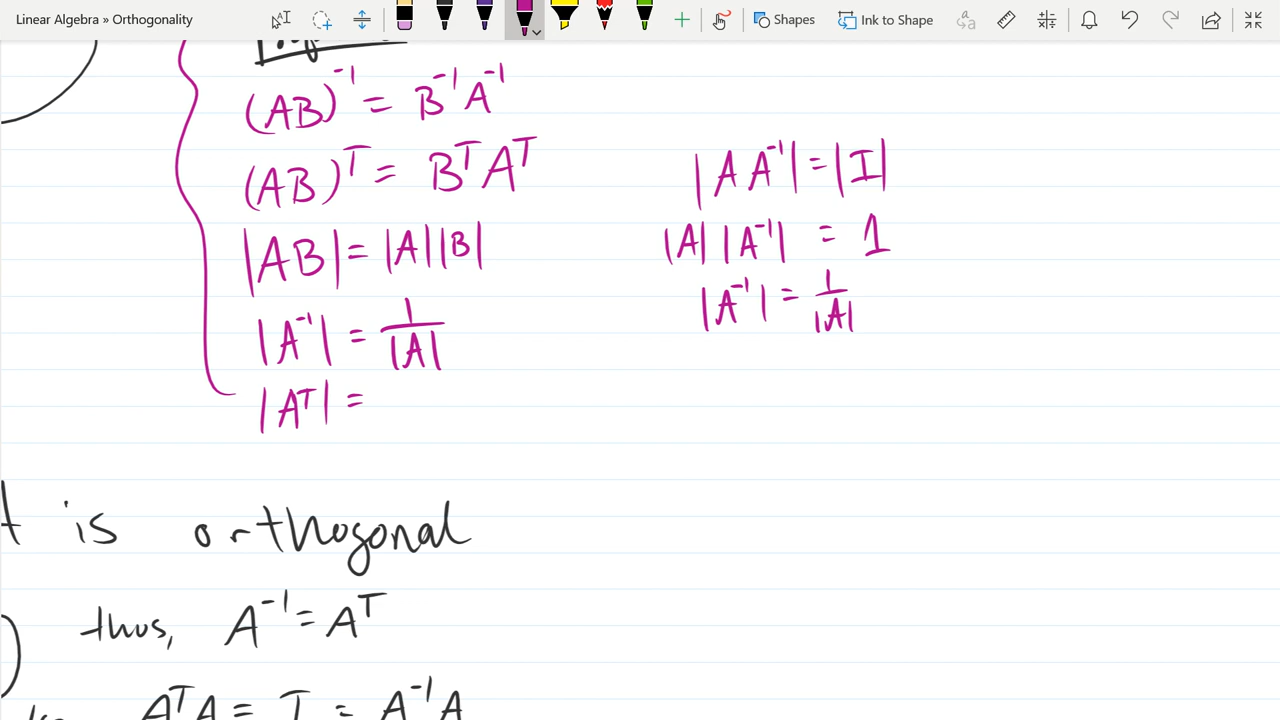 Linear Algebra » Orthogonality
Shapes
Ink to Shape
(AB)⁻¹ = B⁻¹A⁻¹
(AB)ᵀ = BᵀAᵀ
|AB| = |A||B|
|A⁻¹| = 1/|A|
|Aᵀ| =
|AA⁻¹| = |I|
|A| |A⁻¹| = 1
|A⁻¹| = 1/|A|
is orthogonal
thus, A⁻¹ = Aᵀ
AᵀA = I = A⁻¹A